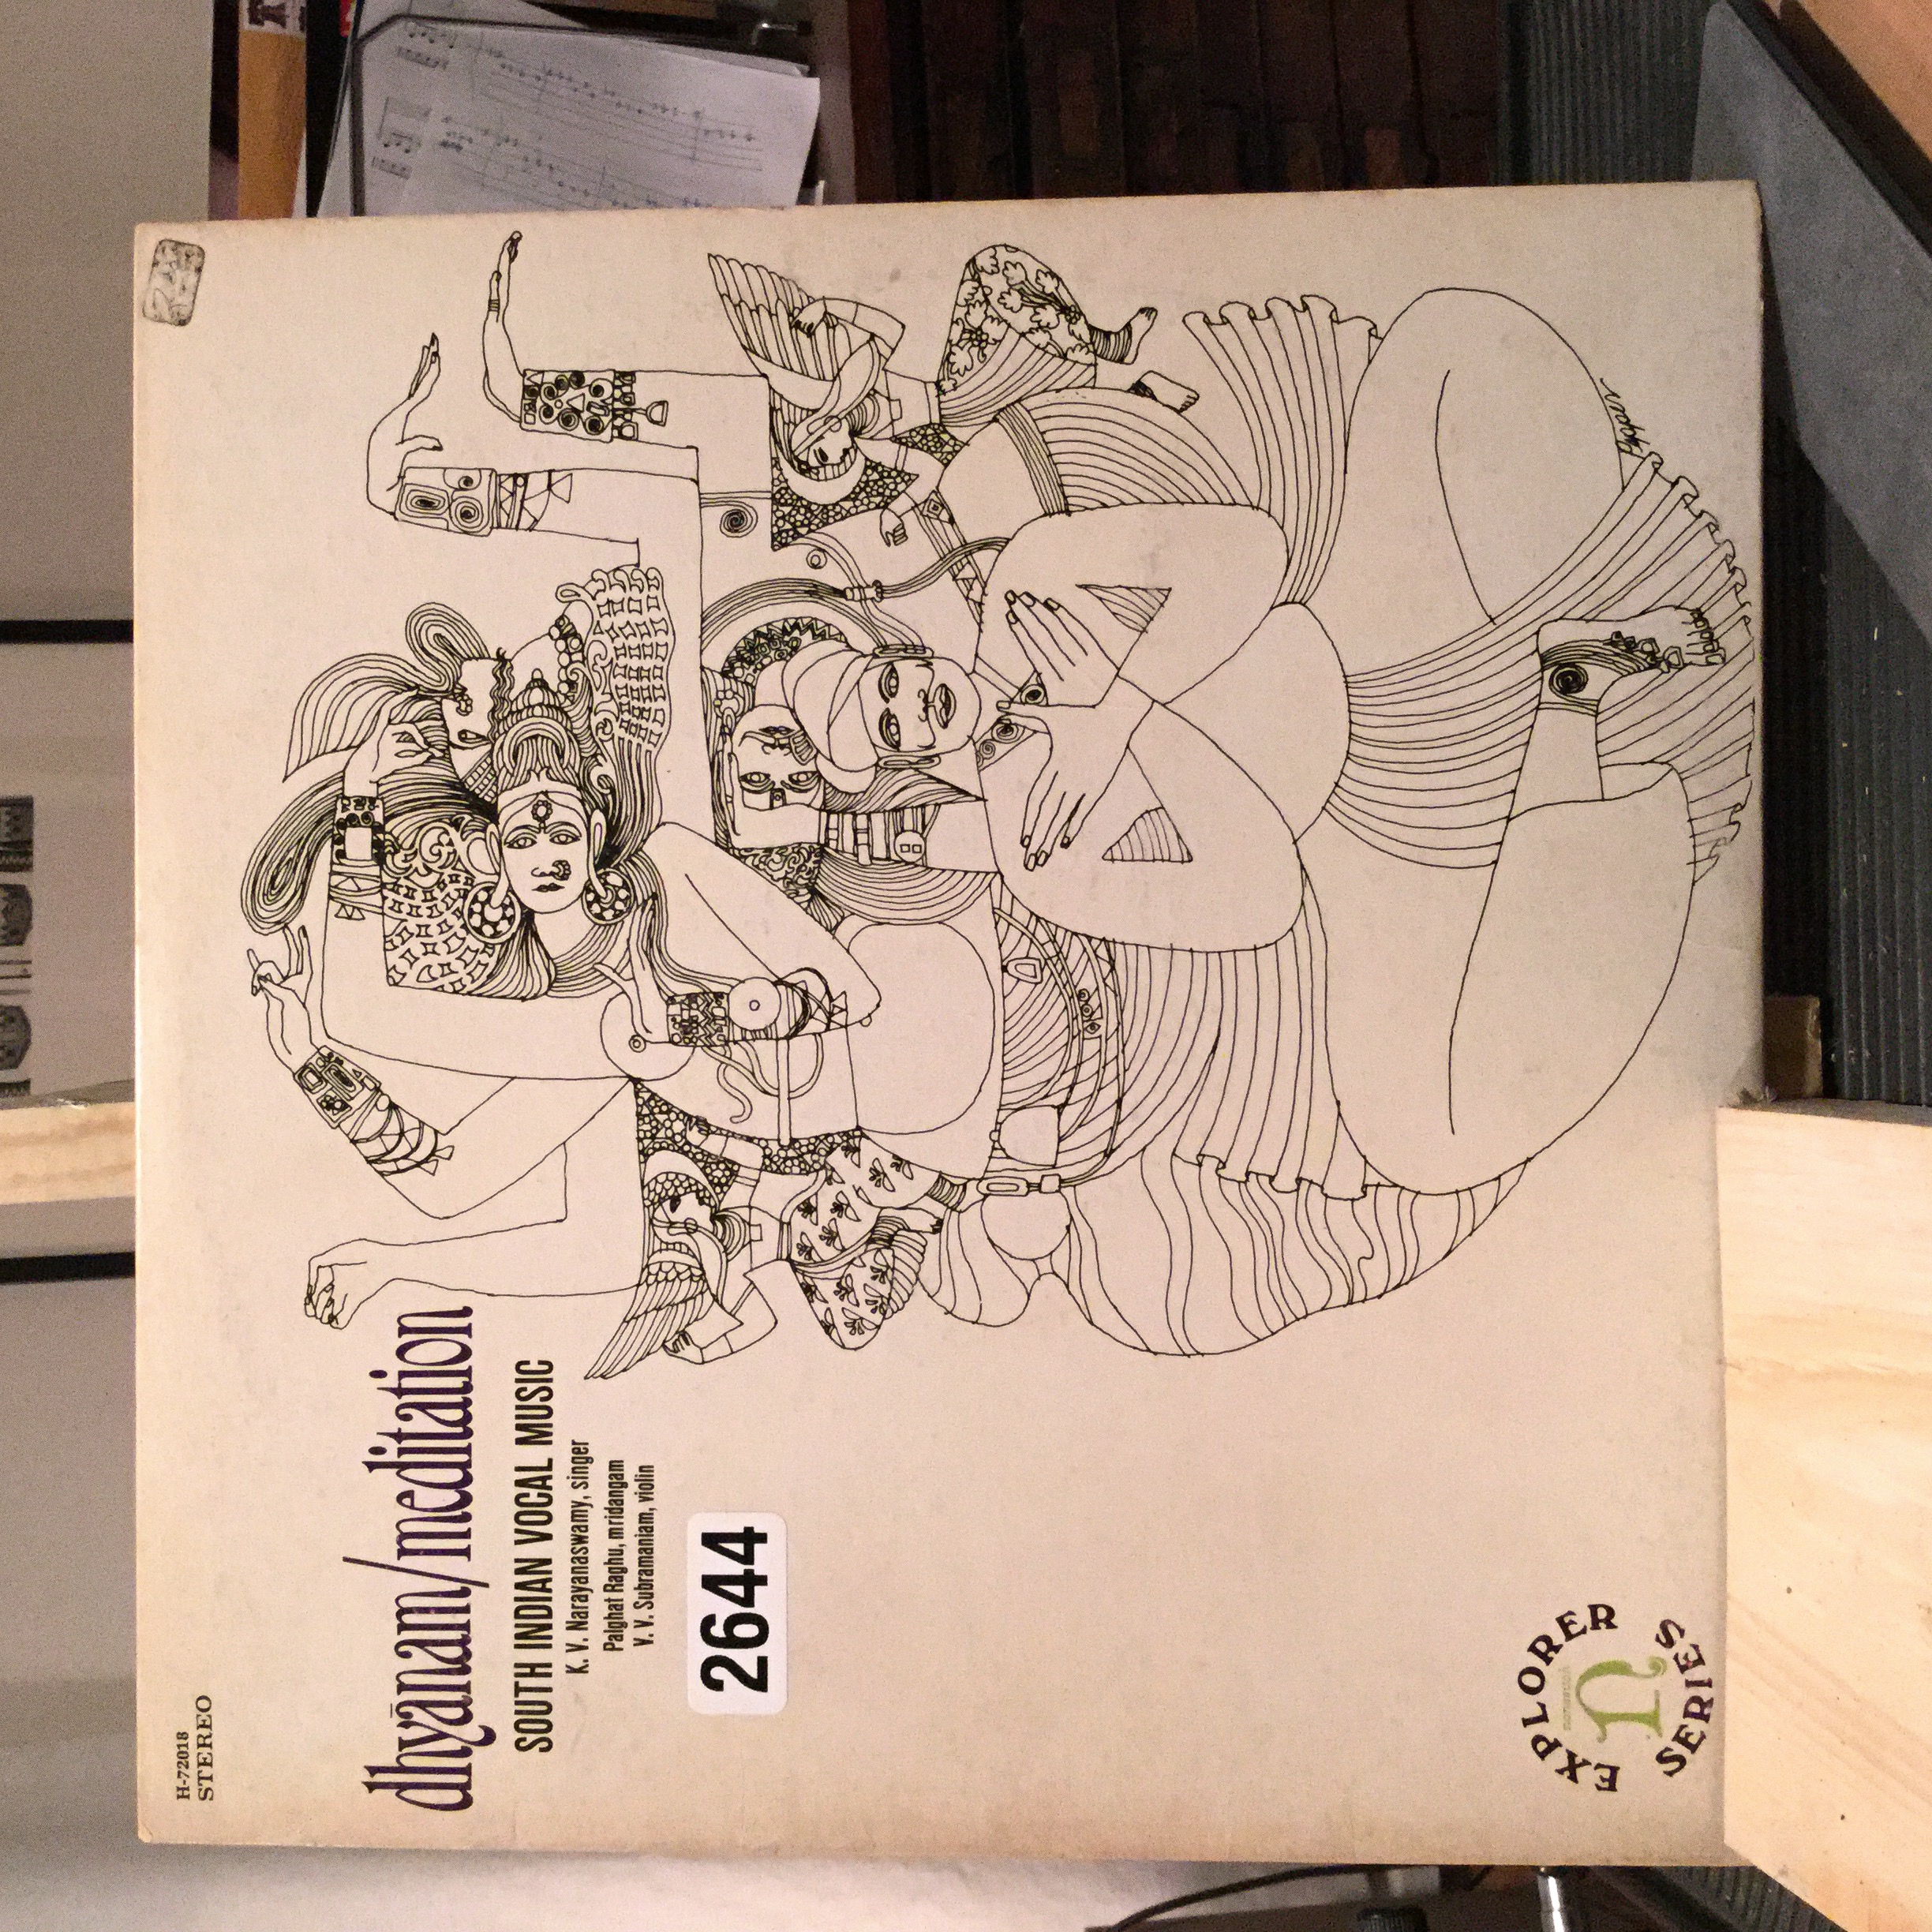 H-72018
STEREO
dhyānam/meditation
SOUTH INDIAN VOCAL MUSIC
K. V. Narayanaswamy, singer
Palghat Raghu, mridangam
V. V. Subramaniam, violin
2644
EXPLORER
n
SERIES